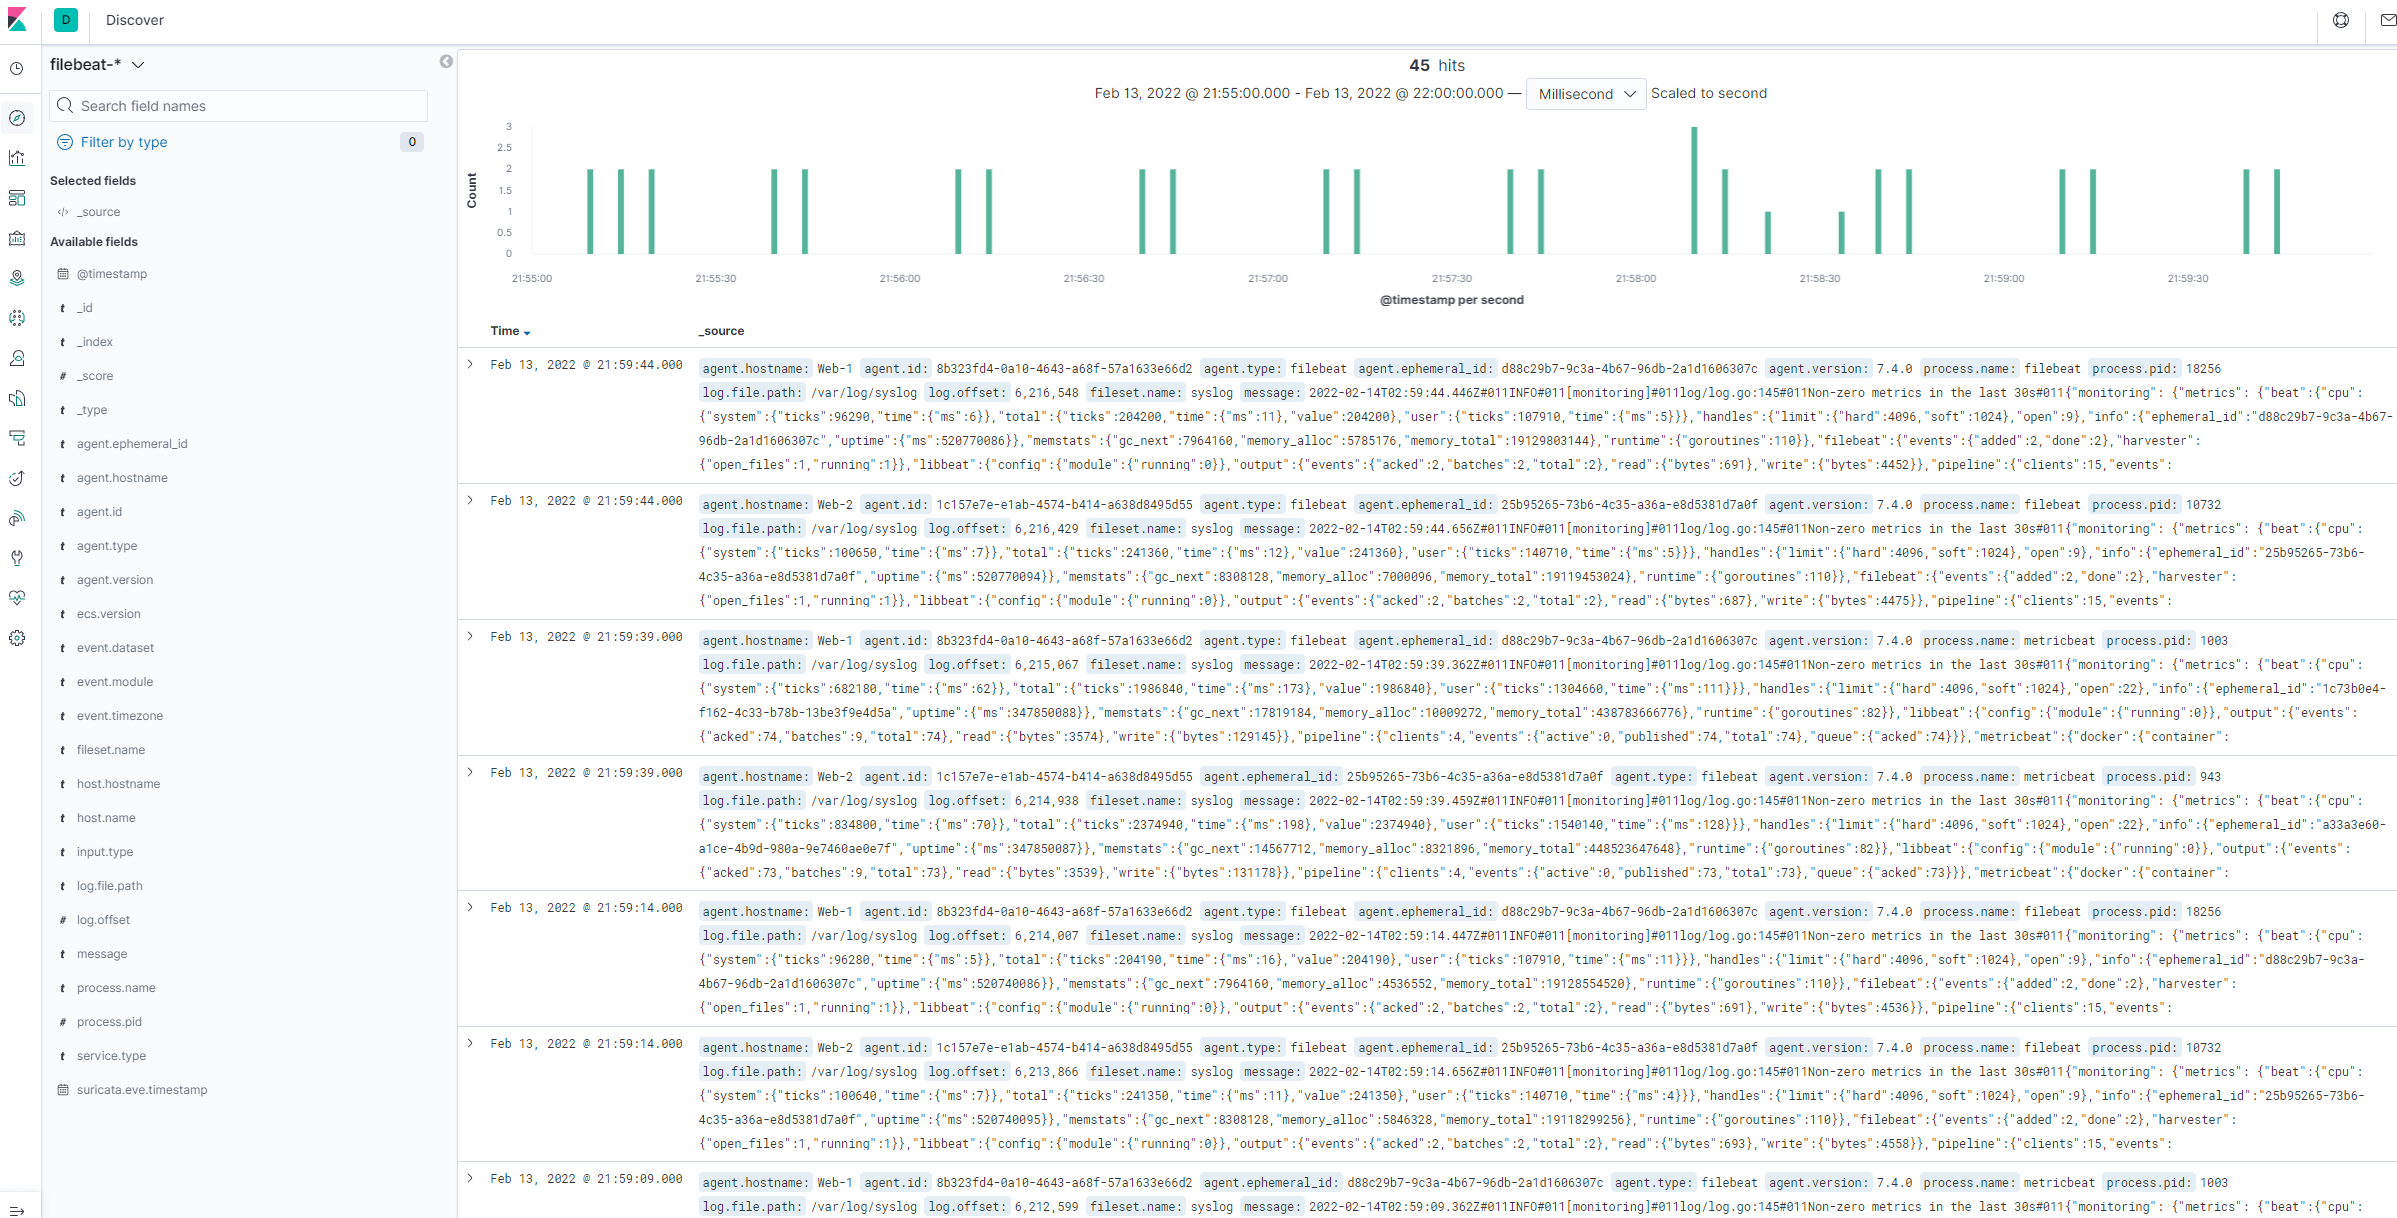 D Discover
filebeat-*
Search field names
Filter by type 0
Selected fields
_source
Available fields
@timestamp
t _id
t _index
# _score
t _type
t agent.ephemeral_id
t agent.hostname
t agent.id
t agent.type
t agent.version
t ecs.version
t event.dataset
t event.module
t event.timezone
t fileset.name
t host.hostname
t host.name
t input.type
t log.file.path
# log.offset
t message
t process.name
# process.pid
t service.type
suricata.eve.timestamp
45 hits
Feb 13, 2022 @ 21:55:00.000 - Feb 13, 2022 @ 22:00:00.000 — Millisecond Scaled to second
Count
3
2.5
2
1.5
1
0.5
0
21:55:00 21:55:30 21:56:00 21:56:30 21:57:00 21:57:30 21:58:00 21:58:30 21:59:00 21:59:30
@timestamp per second
Time _source
Feb 13, 2022 @ 21:59:44.000 agent.hostname: Web-1 agent.id: 8b323fd4-0a10-4643-a68f-57a1633e66d2 agent.type: filebeat agent.ephemeral_id: d88c29b7-9c3a-4b67-96db-2a1d1606307c agent.version: 7.4.0 process.name: filebeat process.pid: 18256
log.file.path: /var/log/syslog log.offset: 6,216,548 fileset.name: syslog message: 2022-02-14T02:59:44.446Z#011INFO#011[monitoring]#011log/log.go:145#011Non-zero metrics in the last 30s#011{"monitoring": {"metrics": {"beat":{"cpu":
{"system":{"ticks":96290,"time":{"ms":6}},"total":{"ticks":204200,"time":{"ms":11},"value":204200},"user":{"ticks":107910,"time":{"ms":5}}},"handles":{"limit":{"hard":4096,"soft":1024},"open":9},"info":{"ephemeral_id":"d88c29b7-9c3a-4b67-
96db-2a1d1606307c","uptime":{"ms":520770086}},"memstats":{"gc_next":7964160,"memory_alloc":5785176,"memory_total":19129803144},"runtime":{"goroutines":110}},"filebeat":{"events":{"added":2,"done":2},"harvester":
{"open_files":1,"running":1}},"libbeat":{"config":{"module":{"running":0}},"output":{"events":{"acked":2,"batches":2,"total":2},"read":{"bytes":691},"write":{"bytes":4452}},"pipeline":{"clients":15,"events":
Feb 13, 2022 @ 21:59:44.000 agent.hostname: Web-2 agent.id: 1c157e7e-e1ab-4574-b414-a638d8495d55 agent.type: filebeat agent.ephemeral_id: 25b95265-73b6-4c35-a36a-e8d5381d7a0f agent.version: 7.4.0 process.name: filebeat process.pid: 10732
log.file.path: /var/log/syslog log.offset: 6,216,429 fileset.name: syslog message: 2022-02-14T02:59:44.656Z#011INFO#011[monitoring]#011log/log.go:145#011Non-zero metrics in the last 30s#011{"monitoring": {"metrics": {"beat":{"cpu":
{"system":{"ticks":100650,"time":{"ms":7}},"total":{"ticks":241360,"time":{"ms":12},"value":241360},"user":{"ticks":140710,"time":{"ms":5}}},"handles":{"limit":{"hard":4096,"soft":1024},"open":9},"info":{"ephemeral_id":"25b95265-73b6-
4c35-a36a-e8d5381d7a0f","uptime":{"ms":520770094}},"memstats":{"gc_next":8308128,"memory_alloc":7000096,"memory_total":19119453024},"runtime":{"goroutines":110}},"filebeat":{"events":{"added":2,"done":2},"harvester":
{"open_files":1,"running":1}},"libbeat":{"config":{"module":{"running":0}},"output":{"events":{"acked":2,"batches":2,"total":2},"read":{"bytes":687},"write":{"bytes":4475}},"pipeline":{"clients":15,"events":
Feb 13, 2022 @ 21:59:39.000 agent.hostname: Web-1 agent.id: 8b323fd4-0a10-4643-a68f-57a1633e66d2 agent.type: filebeat agent.ephemeral_id: d88c29b7-9c3a-4b67-96db-2a1d1606307c agent.version: 7.4.0 process.name: metricbeat process.pid: 1003
log.file.path: /var/log/syslog log.offset: 6,215,067 fileset.name: syslog message: 2022-02-14T02:59:39.362Z#011INFO#011[monitoring]#011log/log.go:145#011Non-zero metrics in the last 30s#011{"monitoring": {"metrics": {"beat":{"cpu":
{"system":{"ticks":682180,"time":{"ms":62}},"total":{"ticks":1986840,"time":{"ms":173},"value":1986840},"user":{"ticks":1304660,"time":{"ms":111}}},"handles":{"limit":{"hard":4096,"soft":1024},"open":22},"info":{"ephemeral_id":"1c73b0e4-
f162-4c33-b78b-13be3f9e4d5a","uptime":{"ms":347850088}},"memstats":{"gc_next":17819184,"memory_alloc":10009272,"memory_total":438783666776},"runtime":{"goroutines":82}},"libbeat":{"config":{"module":{"running":0}},"output":{"events":
{"acked":74,"batches":9,"total":74},"read":{"bytes":3574},"write":{"bytes":129145}},"pipeline":{"clients":4,"events":{"active":0,"published":74,"total":74},"queue":{"acked":74}}},"metricbeat":{"docker":{"container":
Feb 13, 2022 @ 21:59:39.000 agent.hostname: Web-2 agent.id: 1c157e7e-e1ab-4574-b414-a638d8495d55 agent.ephemeral_id: 25b95265-73b6-4c35-a36a-e8d5381d7a0f agent.type: filebeat agent.version: 7.4.0 process.name: metricbeat process.pid: 943
log.file.path: /var/log/syslog log.offset: 6,214,938 fileset.name: syslog message: 2022-02-14T02:59:39.459Z#011INFO#011[monitoring]#011log/log.go:145#011Non-zero metrics in the last 30s#011{"monitoring": {"metrics": {"beat":{"cpu":
{"system":{"ticks":834800,"time":{"ms":70}},"total":{"ticks":2374940,"time":{"ms":198},"value":2374940},"user":{"ticks":1540140,"time":{"ms":128}}},"handles":{"limit":{"hard":4096,"soft":1024},"open":22},"info":{"ephemeral_id":"a33a3e60-
a1ce-4b9d-980a-9e7460ae0e7f","uptime":{"ms":347850087}},"memstats":{"gc_next":14567712,"memory_alloc":8321896,"memory_total":448523647648},"runtime":{"goroutines":82}},"libbeat":{"config":{"module":{"running":0}},"output":{"events":
{"acked":73,"batches":9,"total":73},"read":{"bytes":3539},"write":{"bytes":131178}},"pipeline":{"clients":4,"events":{"active":0,"published":73,"total":73},"queue":{"acked":73}}},"metricbeat":{"docker":{"container":
Feb 13, 2022 @ 21:59:14.000 agent.hostname: Web-1 agent.id: 8b323fd4-0a10-4643-a68f-57a1633e66d2 agent.type: filebeat agent.ephemeral_id: d88c29b7-9c3a-4b67-96db-2a1d1606307c agent.version: 7.4.0 process.name: filebeat process.pid: 18256
log.file.path: /var/log/syslog log.offset: 6,214,007 fileset.name: syslog message: 2022-02-14T02:59:14.447Z#011INFO#011[monitoring]#011log/log.go:145#011Non-zero metrics in the last 30s#011{"monitoring": {"metrics": {"beat":{"cpu":
{"system":{"ticks":96280,"time":{"ms":5}},"total":{"ticks":204190,"time":{"ms":16},"value":204190},"user":{"ticks":107910,"time":{"ms":11}}},"handles":{"limit":{"hard":4096,"soft":1024},"open":9},"info":{"ephemeral_id":"d88c29b7-9c3a-
4b67-96db-2a1d1606307c","uptime":{"ms":520740086}},"memstats":{"gc_next":7964160,"memory_alloc":4536552,"memory_total":19128554520},"runtime":{"goroutines":110}},"filebeat":{"events":{"added":2,"done":2},"harvester":
{"open_files":1,"running":1}},"libbeat":{"config":{"module":{"running":0}},"output":{"events":{"acked":2,"batches":2,"total":2},"read":{"bytes":691},"write":{"bytes":4536}},"pipeline":{"clients":15,"events":
Feb 13, 2022 @ 21:59:14.000 agent.hostname: Web-2 agent.id: 1c157e7e-e1ab-4574-b414-a638d8495d55 agent.type: filebeat agent.ephemeral_id: 25b95265-73b6-4c35-a36a-e8d5381d7a0f agent.version: 7.4.0 process.name: filebeat process.pid: 10732
log.file.path: /var/log/syslog log.offset: 6,213,866 fileset.name: syslog message: 2022-02-14T02:59:14.656Z#011INFO#011[monitoring]#011log/log.go:145#011Non-zero metrics in the last 30s#011{"monitoring": {"metrics": {"beat":{"cpu":
{"system":{"ticks":100640,"time":{"ms":7}},"total":{"ticks":241350,"time":{"ms":11},"value":241350},"user":{"ticks":140710,"time":{"ms":4}}},"handles":{"limit":{"hard":4096,"soft":1024},"open":9},"info":{"ephemeral_id":"25b95265-73b6-
4c35-a36a-e8d5381d7a0f","uptime":{"ms":520740095}},"memstats":{"gc_next":8308128,"memory_alloc":5846328,"memory_total":19118299256},"runtime":{"goroutines":110}},"filebeat":{"events":{"added":2,"done":2},"harvester":
{"open_files":1,"running":1}},"libbeat":{"config":{"module":{"running":0}},"output":{"events":{"acked":2,"batches":2,"total":2},"read":{"bytes":693},"write":{"bytes":4558}},"pipeline":{"clients":15,"events":
Feb 13, 2022 @ 21:59:09.000 agent.hostname: Web-1 agent.id: 8b323fd4-0a10-4643-a68f-57a1633e66d2 agent.ephemeral_id: d88c29b7-9c3a-4b67-96db-2a1d1606307c agent.type: filebeat agent.version: 7.4.0 process.name: metricbeat process.pid: 1003
log.file.path: /var/log/syslog log.offset: 6,212,599 fileset.name: syslog message: 2022-02-14T02:59:09.362Z#011INFO#011[monitoring]#011log/log.go:145#011Non-zero metrics in the last 30s#011{"monitoring": {"metrics": {"beat":{"cpu":